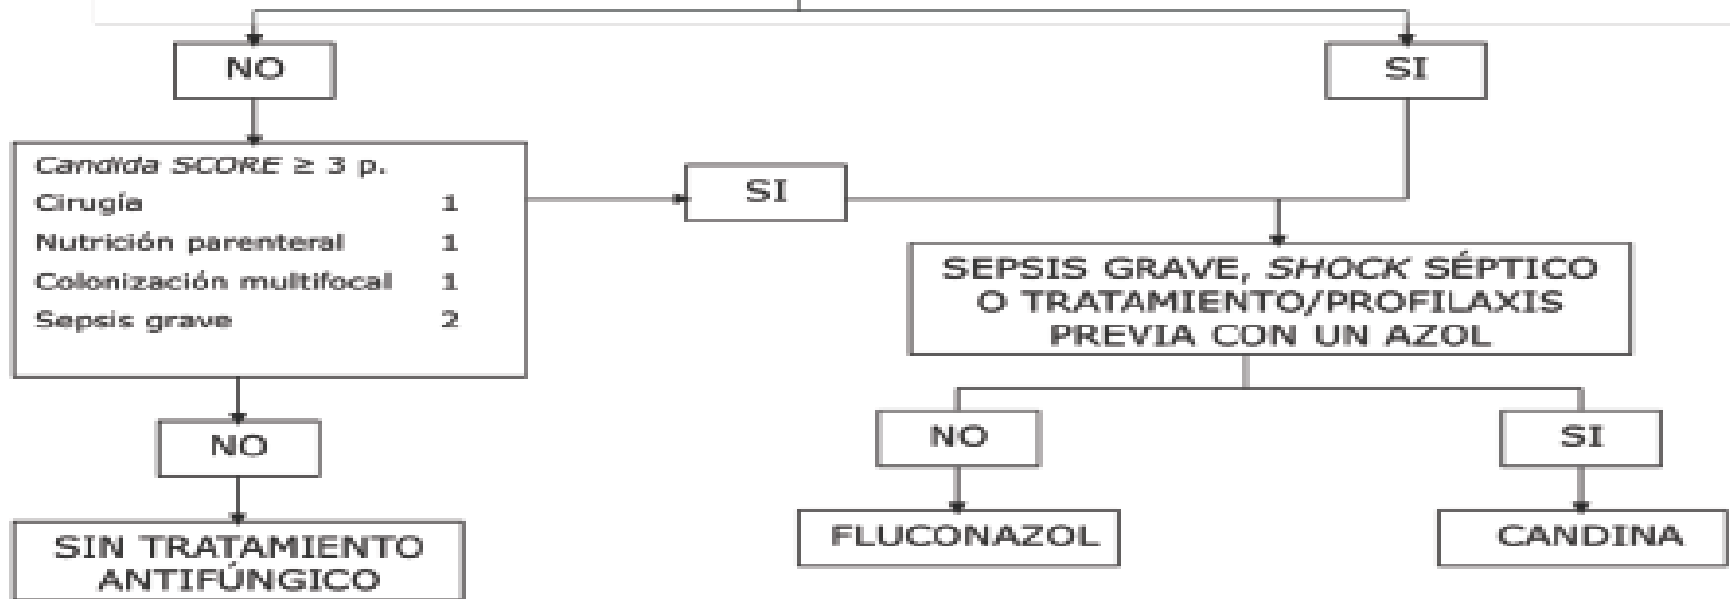 NO
SI
Candida SCORE ≥ 3 p.
Cirugía 1
Nutrición parenteral 1
Colonización multifocal 1
Sepsis grave 2
SI
SEPSIS GRAVE, SHOCK SÉPTICO
O TRATAMIENTO/PROFILAXIS
PREVIA CON UN AZOL
NO
NO
SI
SIN TRATAMIENTO
ANTIFÚNGICO
FLUCONAZOL
CANDINA